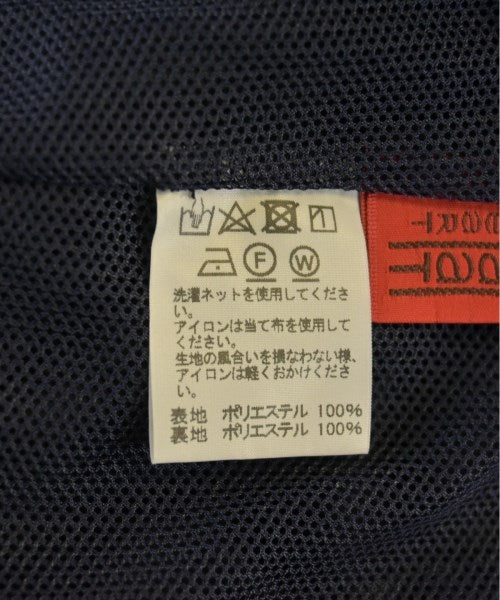 F W
洗濯ネットを使用してくださ
い。
アイロンは当て布を使用して
ください。
生地の風合いを損なわない様、
アイロンは軽くおかけくださ
い。
表地 ポリエステル 100%
裏地 ポリエステル 100%